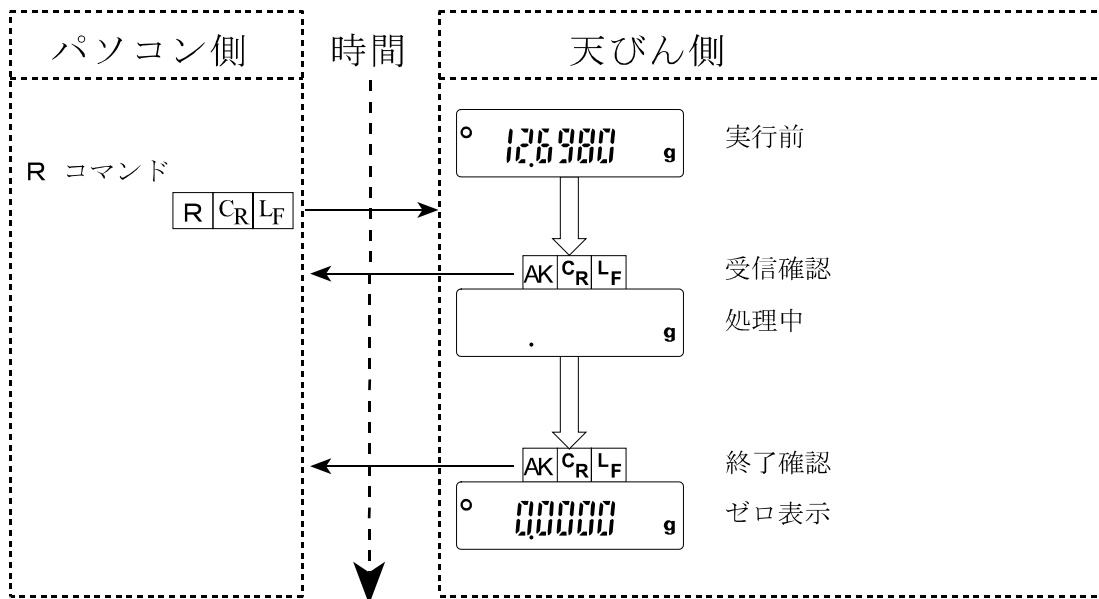 パソコン側 時間 天びん側
12.6980 g 実行前
R コマンド
R CR LF
AK CR LF 受信確認
. g 処理中
AK CR LF 終了確認
0.0000 g ゼロ表示